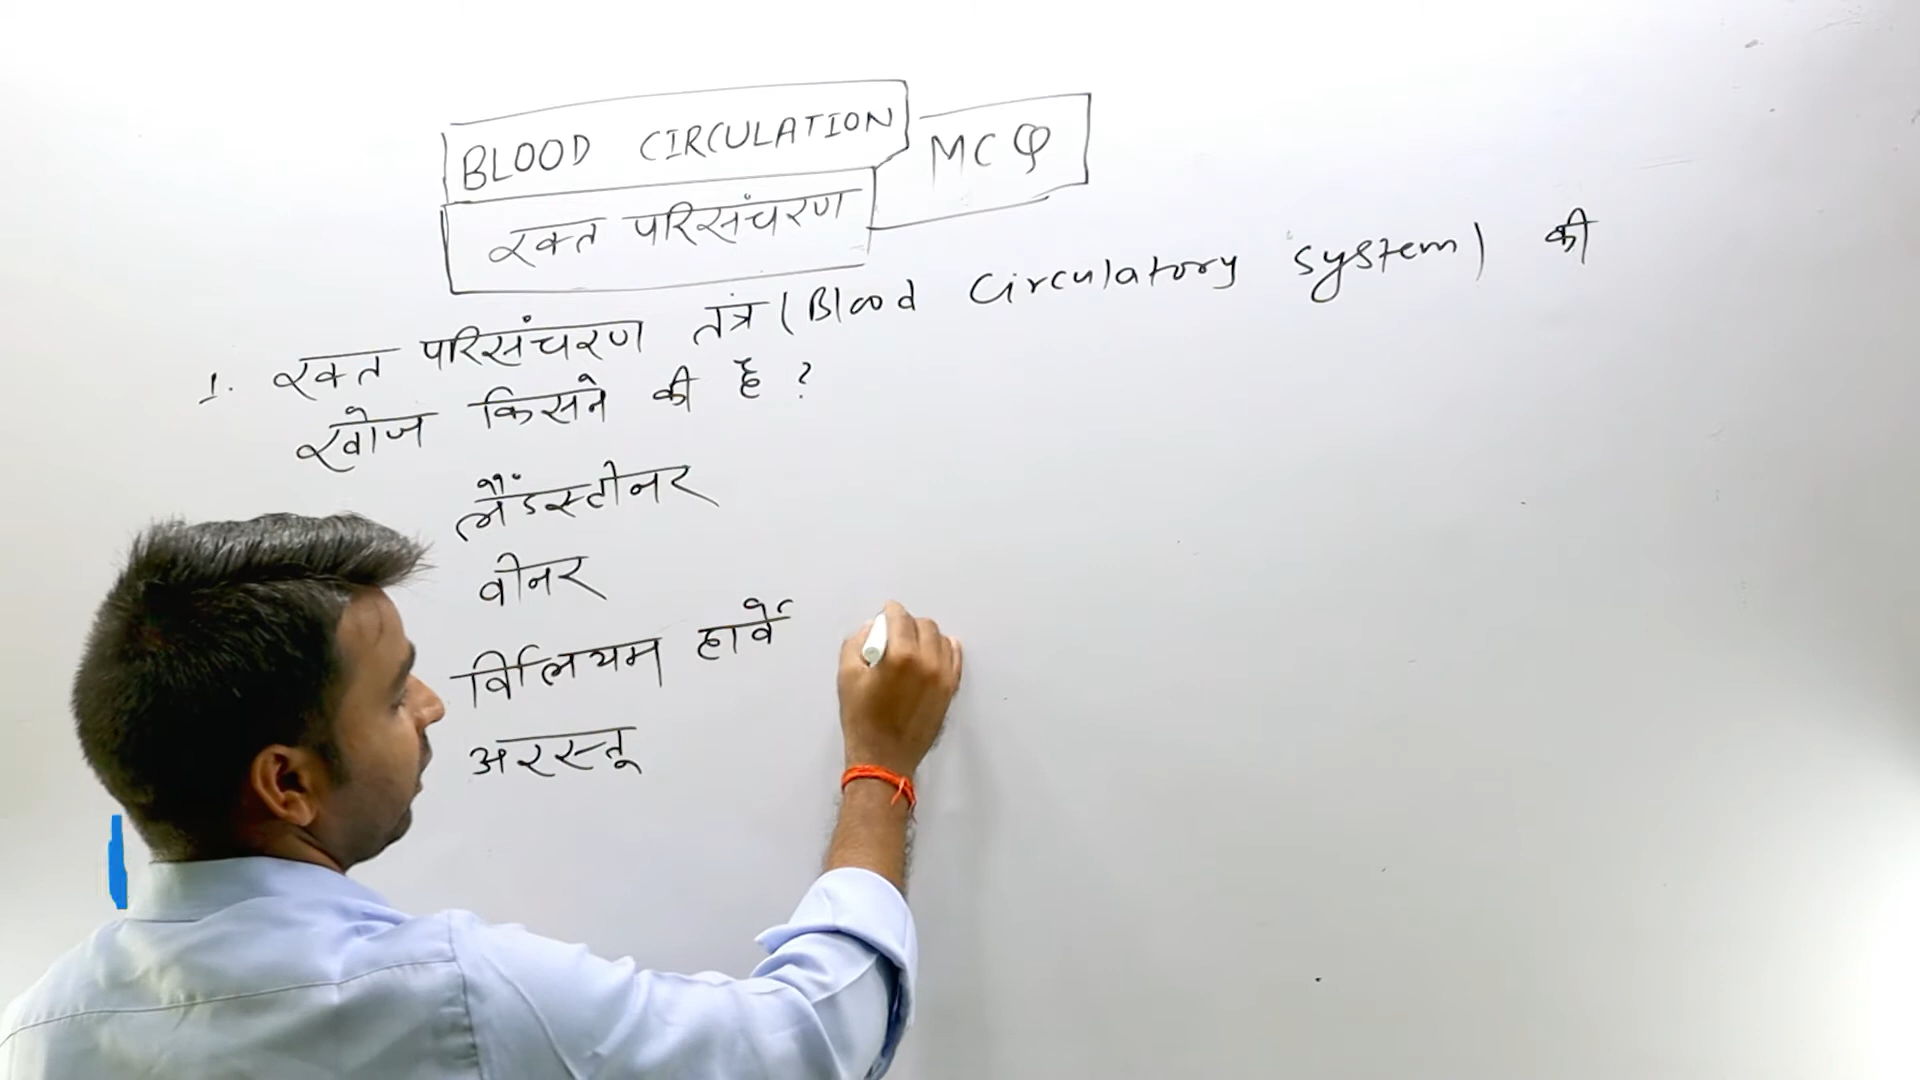 BLOOD CIRCULATION
MCQ
रक्त परिसंचरण
1. रक्त परिसंचरण तंत्र (Blood Circulatory System) की
खोज किसने की है ?
लैंडस्टीनर
वीनर
विलियम हार्वे
अरस्तू